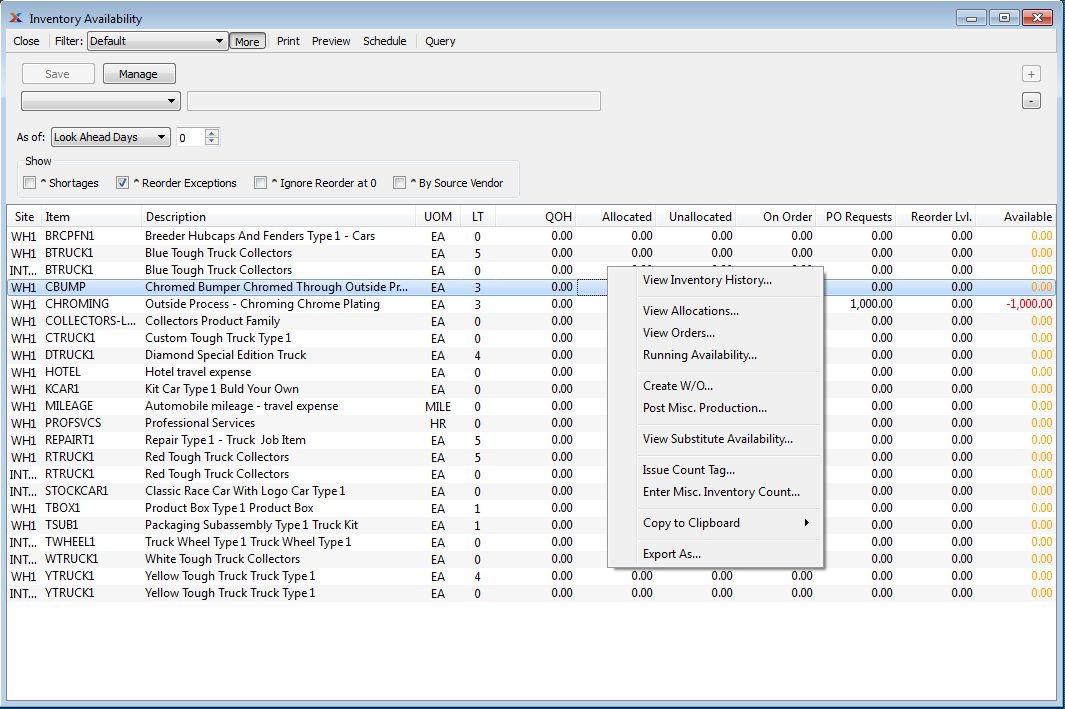 Inventory Availability
Close Filter: Default More Print Preview Schedule Query
Save Manage +
-
As of: Look Ahead Days 0
Show
^ Shortages ^ Reorder Exceptions ^ Ignore Reorder at 0 ^ By Source Vendor
Site Item Description UOM LT QOH Allocated Unallocated On Order PO Requests Reorder Lvl. Available
WH1 BRCPFN1 Breeder Hubcaps And Fenders Type 1 - Cars EA 0 0.00 0.00 0.00 0.00 0.00 0.00 0.00
WH1 BTRUCK1 Blue Tough Truck Collectors EA 5 0.00 0.00 0.00 0.00 0.00 0.00 0.00
INT... BTRUCK1 Blue Tough Truck Collectors EA 0 0.00 0.00 0.00 0.00 0.00 0.00 0.00
WH1 CBUMP Chromed Bumper Chromed Through Outside Pr... EA 3 0.00 0.00 0.00 0.00
WH1 CHROMING Outside Process - Chroming Chrome Plating EA 3 0.00 1,000.00 0.00 -1,000.00
INT... COLLECTORS-L... Collectors Product Family EA 0 0.00 0.00 0.00 0.00
WH1 CTRUCK1 Custom Tough Truck Type 1 EA 0 0.00 0.00 0.00 0.00
WH1 DTRUCK1 Diamond Special Edition Truck EA 4 0.00 0.00 0.00 0.00
WH1 HOTEL Hotel travel expense EA 0 0.00 0.00 0.00 0.00
WH1 KCAR1 Kit Car Type 1 Buld Your Own EA 0 0.00 0.00 0.00 0.00
WH1 MILEAGE Automobile mileage - travel expense MILE 0 0.00 0.00 0.00 0.00
WH1 PROFSVCS Professional Services HR 0 0.00 0.00 0.00 0.00
WH1 REPAIRT1 Repair Type 1 - Truck Job Item EA 5 0.00 0.00 0.00 0.00
WH1 RTRUCK1 Red Tough Truck Collectors EA 5 0.00 0.00 0.00 0.00
INT... RTRUCK1 Red Tough Truck Collectors EA 0 0.00 0.00 0.00 0.00
INT... STOCKCAR1 Classic Race Car With Logo Car Type 1 EA 0 0.00 0.00 0.00 0.00
WH1 TBOX1 Product Box Type 1 Product Box EA 1 0.00 0.00 0.00 0.00
WH1 TSUB1 Packaging Subassembly Type 1 Truck Kit EA 1 0.00 0.00 0.00 0.00
INT... TWHEEL1 Truck Wheel Type 1 Truck Wheel Type 1 EA 0 0.00 0.00 0.00 0.00
INT... WTRUCK1 White Tough Truck Collectors EA 0 0.00 0.00 0.00 0.00
WH1 YTRUCK1 Yellow Tough Truck Truck Type 1 EA 4 0.00 0.00 0.00 0.00 0.00 0.00 0.00
INT... YTRUCK1 Yellow Tough Truck Truck Type 1 EA 0 0.00 0.00 0.00 0.00 0.00 0.00 0.00
View Inventory History...
View Allocations...
View Orders...
Running Availability...
Create W/O...
Post Misc. Production...
View Substitute Availability...
Issue Count Tag...
Enter Misc. Inventory Count...
Copy to Clipboard
Export As...